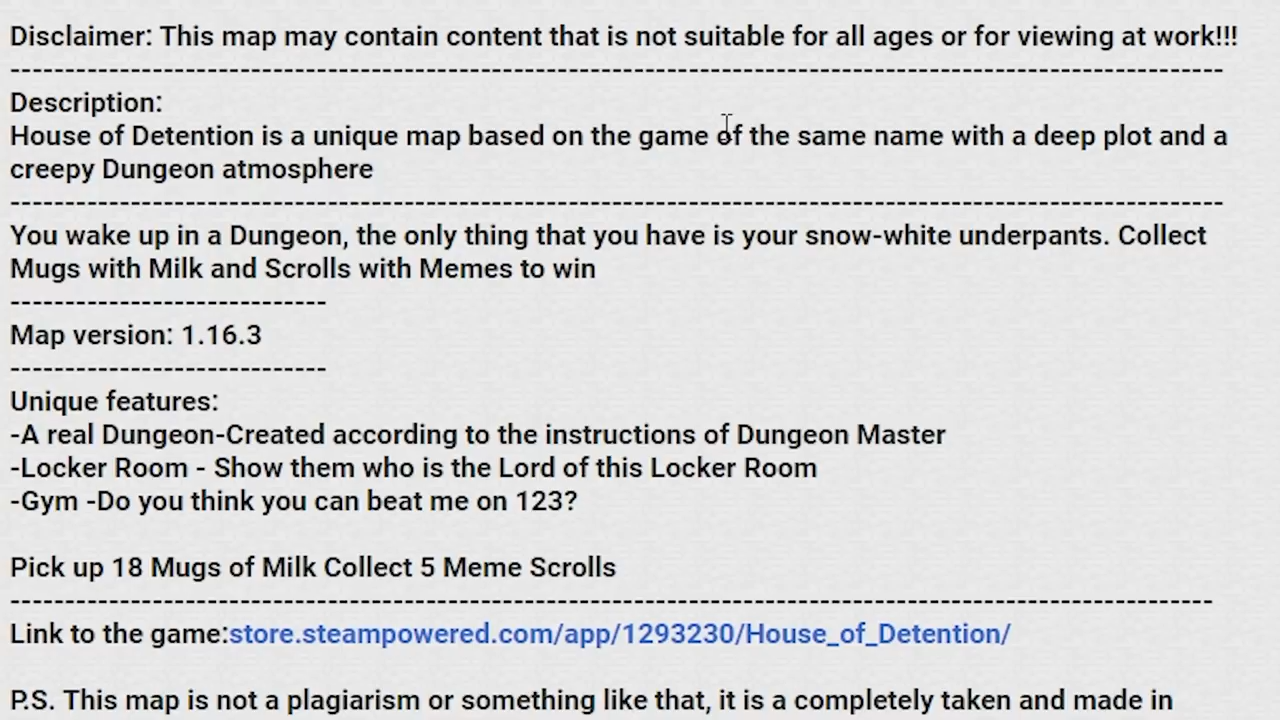 Disclaimer: This map may contain content that is not suitable for all ages or for viewing at work!!!
--------------------------------------------------------------------------------------------------------------
Description:
House of Detention is a unique map based on the game of the same name with a deep plot and a
creepy Dungeon atmosphere
--------------------------------------------------------------------------------------------------------------
You wake up in a Dungeon, the only thing that you have is your snow-white underpants. Collect
Mugs with Milk and Scrolls with Memes to win
-----------------------------
Map version: 1.16.3
-----------------------------
Unique features:
-A real Dungeon-Created according to the instructions of Dungeon Master
-Locker Room - Show them who is the Lord of this Locker Room
-Gym -Do you think you can beat me on 123?
Pick up 18 Mugs of Milk Collect 5 Meme Scrolls
-------------------------------------------------------------------------------------------------------------
Link to the game:store.steampowered.com/app/1293230/House_of_Detention/
P.S. This map is not a plagiarism or something like that, it is a completely taken and made in